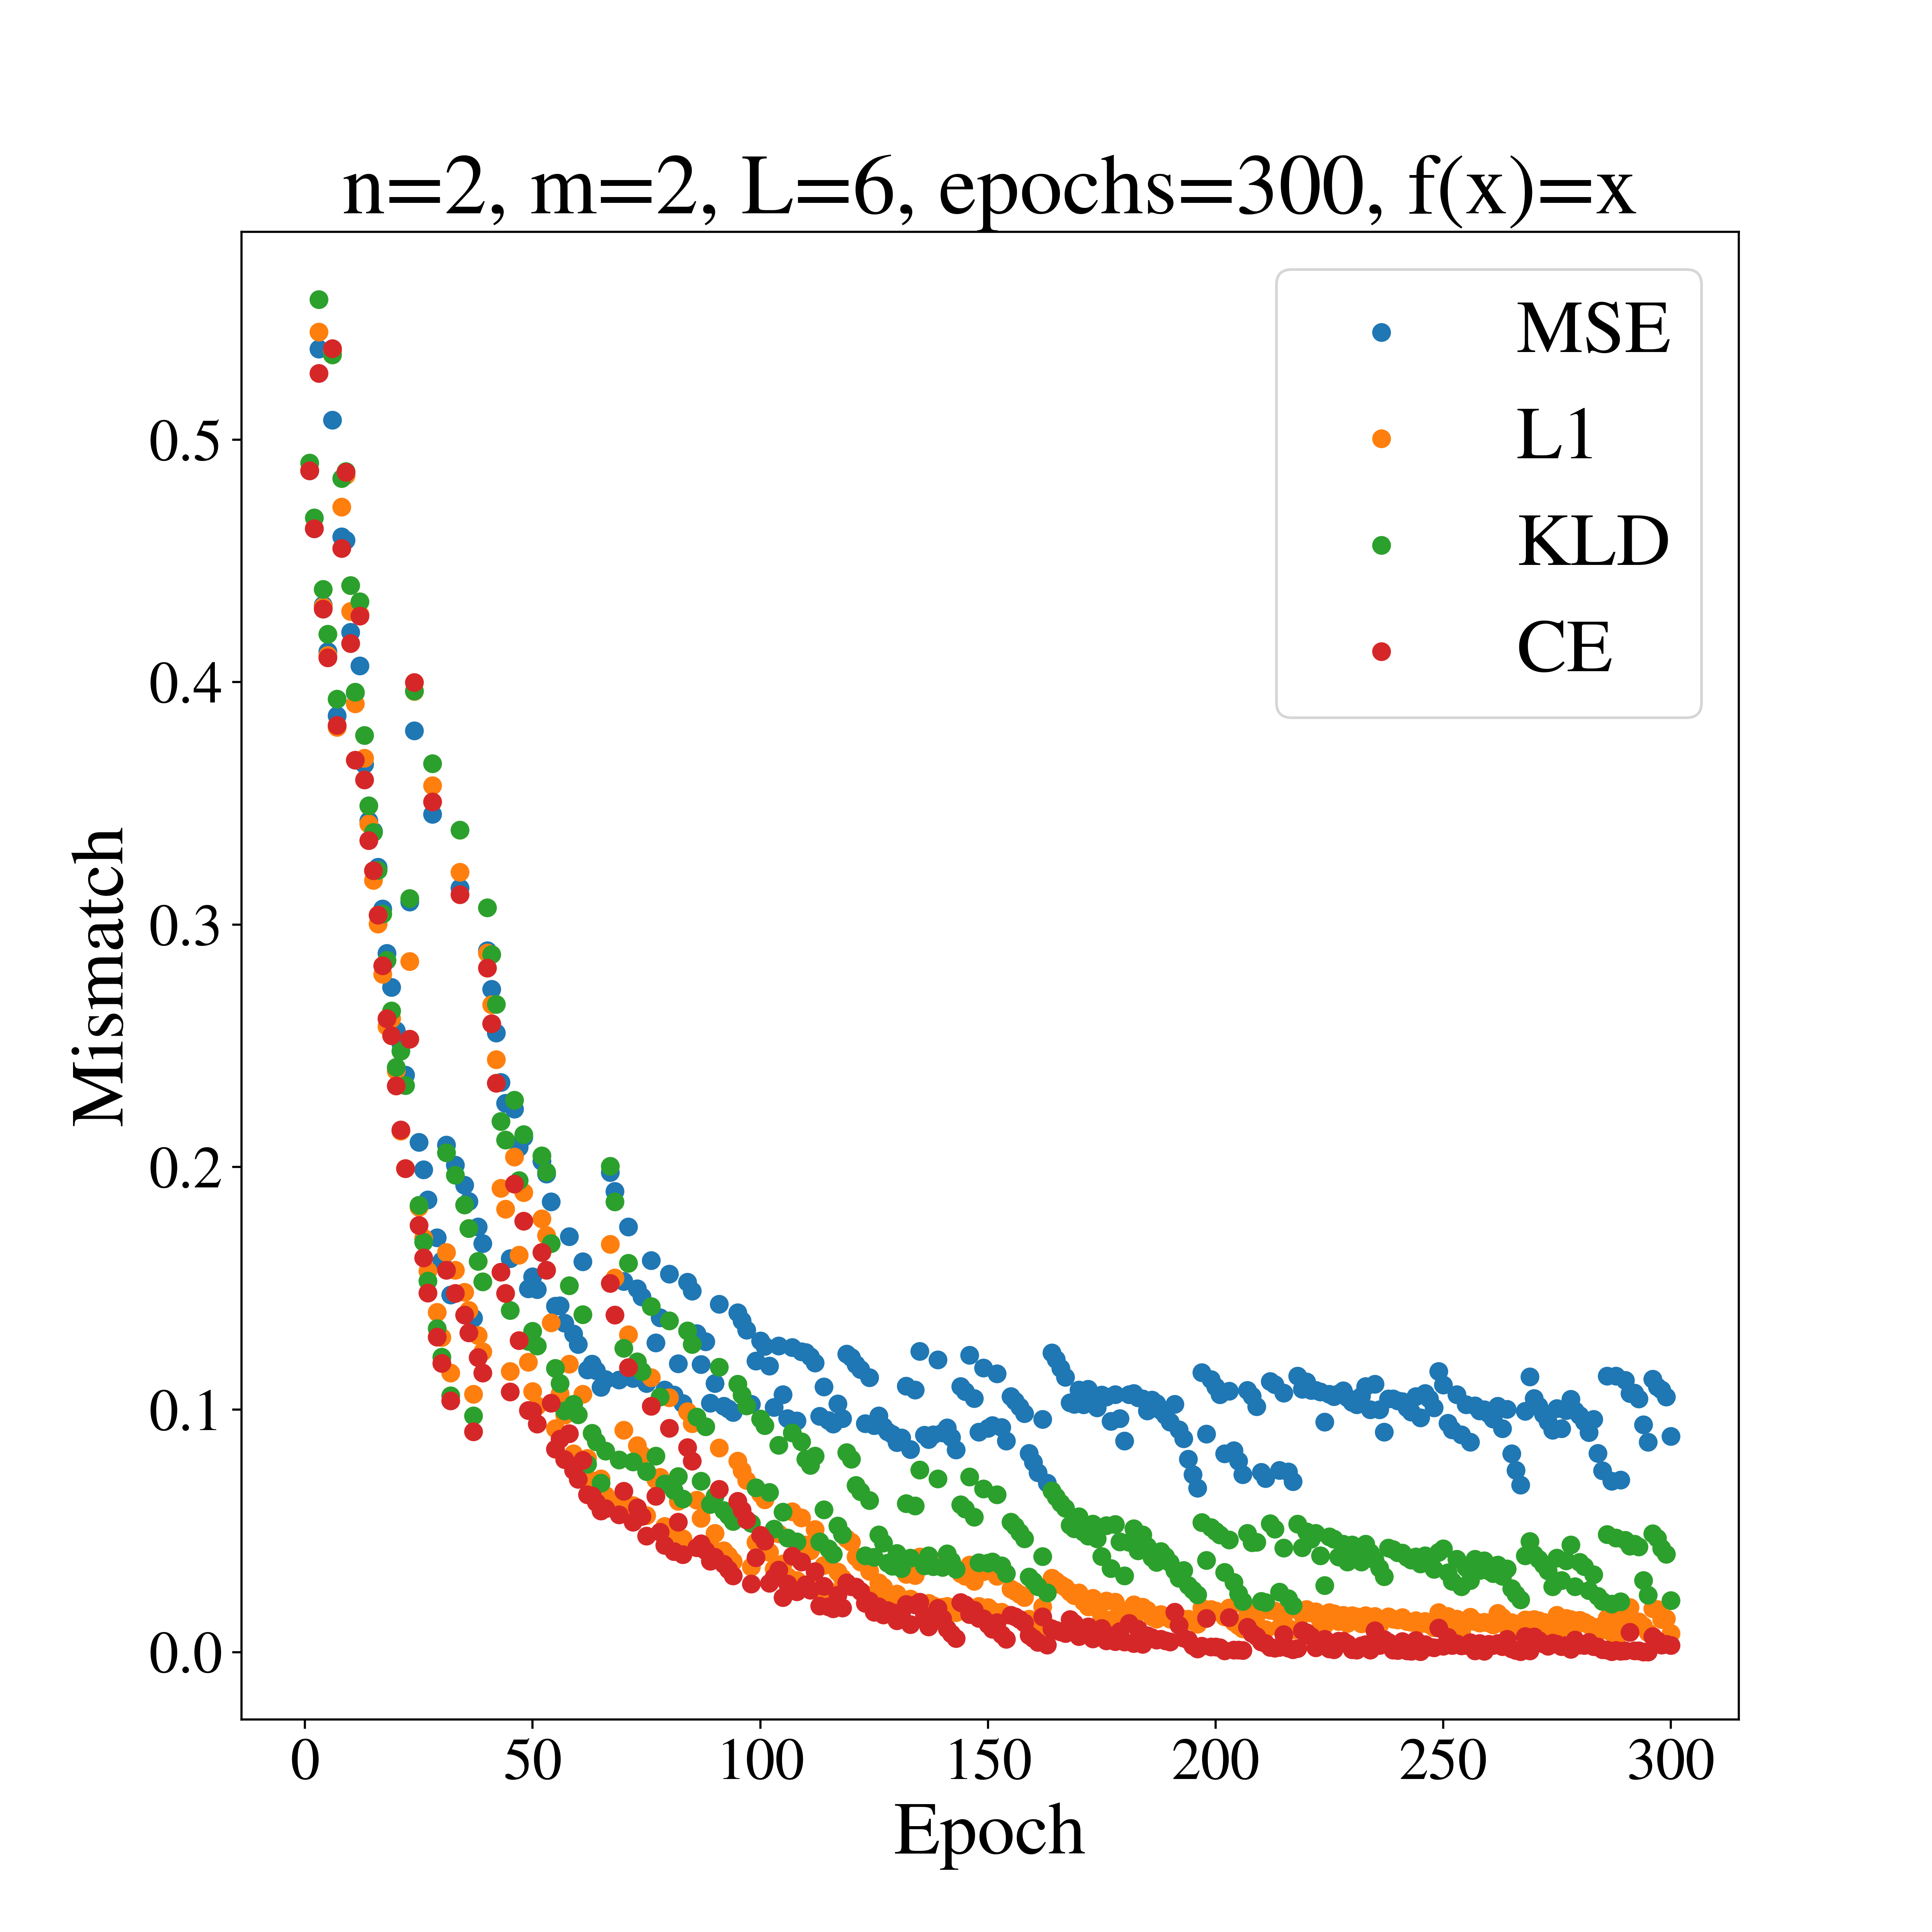 n=2, m=2, L=6. epochs=300, f(x)=x
MSE
L1
KLD
CE
Mismatch
0.5
0.4
0.3
0.2
0.1
0.0
0 50 100 150 200 250 300
Epoch